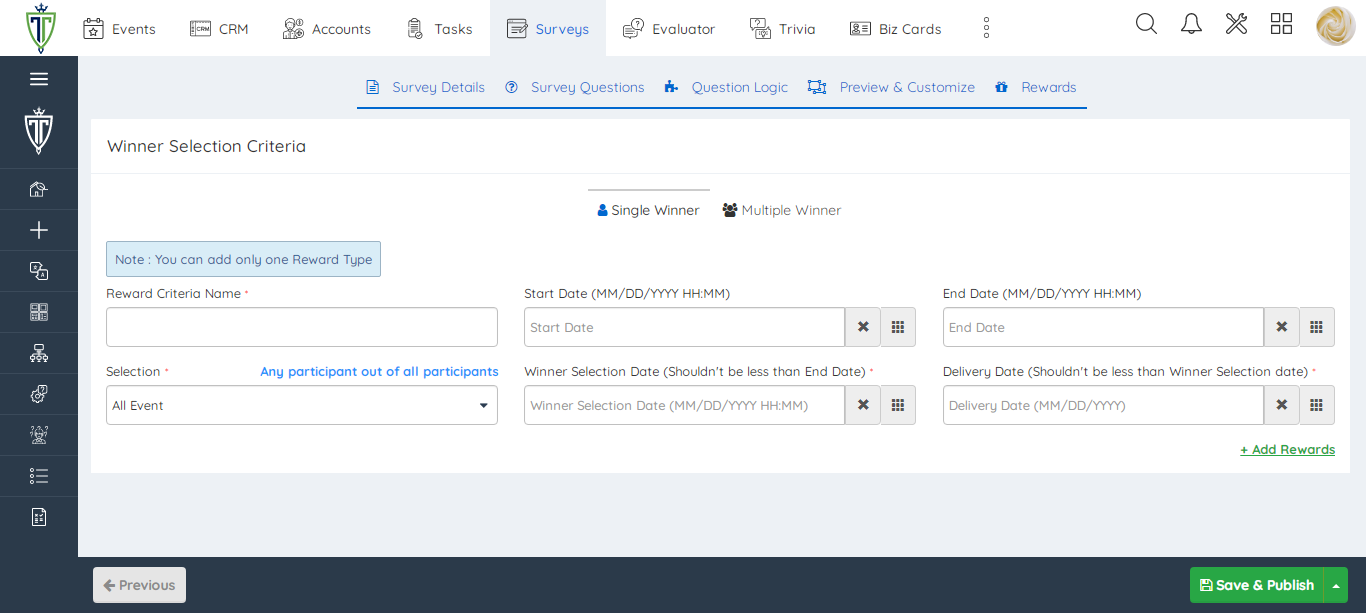 Events CRM Accounts Tasks Surveys Evaluator Trivia Biz Cards
Survey Details Survey Questions Question Logic Preview & Customize Rewards
Winner Selection Criteria
Single Winner Multiple Winner
Note : You can add only one Reward Type
Reward Criteria Name * Start Date (MM/DD/YYYY HH:MM) End Date (MM/DD/YYYY HH:MM)
Start Date End Date
Selection * Any participant out of all participants Winner Selection Date (Shouldn't be less than End Date) * Delivery Date (Shouldn't be less than Winner Selection date) *
All Event Winner Selection Date (MM/DD/YYYY HH:MM) Delivery Date (MM/DD/YYYY)
+ Add Rewards
Previous Save & Publish